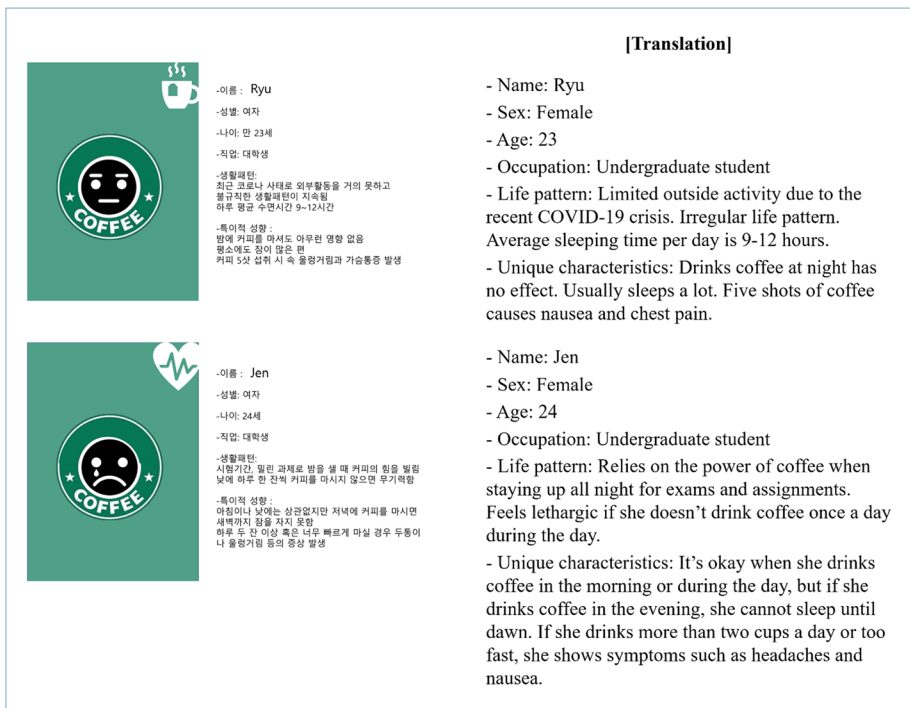 [Translation]
COFFEE
-이름 : Ryu
-성별: 여자
-나이: 만 23세
-직업: 대학생
-생활패턴:
최근 코로나 사태로 외부활동을 거의 못하고
불규칙한 생활패턴이 지속됨
하루 평균 수면시간 9~12시간
-특이적 성향 :
밤에 커피를 마셔도 아무런 영향 없음
평소에도 잠이 많은 편
커피 5샷 섭취 시 속 울렁거림과 가슴통증 발생
- Name: Ryu
- Sex: Female
- Age: 23
- Occupation: Undergraduate student
- Life pattern: Limited outside activity due to the
recent COVID-19 crisis. Irregular life pattern.
Average sleeping time per day is 9-12 hours.
- Unique characteristics: Drinks coffee at night has
no effect. Usually sleeps a lot. Five shots of coffee
causes nausea and chest pain.
COFFEE
-이름 : Jen
-성별: 여자
-나이: 24세
-직업: 대학생
-생활패턴:
시험기간, 밀린 과제로 밤을 샐 때 커피의 힘을 빌림
낮에 하루 한 잔씩 커피를 마시지 않으면 무기력함
-특이적 성향 :
아침이나 낮에는 상관없지만 저녁에 커피를 마시면
새벽까지 잠을 자지 못함
하루 두 잔 이상 혹은 너무 빠르게 마실 경우 두통이
나 울렁거림 등의 증상 발생
- Name: Jen
- Sex: Female
- Age: 24
- Occupation: Undergraduate student
- Life pattern: Relies on the power of coffee when
staying up all night for exams and assignments.
Feels lethargic if she doesn’t drink coffee once a day
during the day.
- Unique characteristics: It’s okay when she drinks
coffee in the morning or during the day, but if she
drinks coffee in the evening, she cannot sleep until
dawn. If she drinks more than two cups a day or too
fast, she shows symptoms such as headaches and
nausea.